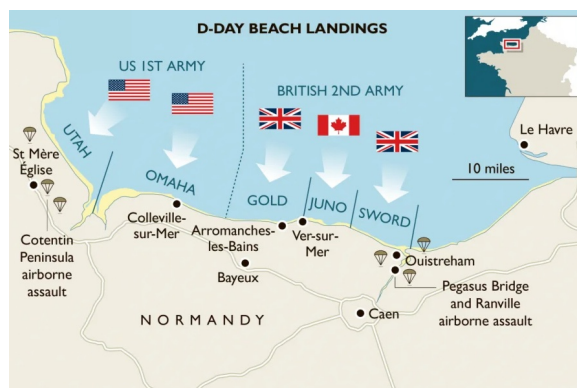 D-DAY BEACH LANDINGS
US 1ST ARMY
BRITISH 2ND ARMY
UTAH
OMAHA
GOLD
JUNO
SWORD
Le Havre
10 miles
St Mère
Église
Cotentin
Peninsula
airborne
assault
Colleville-
sur-Mer
Arromanches-
les-Bains
Bayeux
Ver-sur-
Mer
Ouistreham
Pegasus Bridge
and Ranville
airborne assault
Caen
NORMANDY